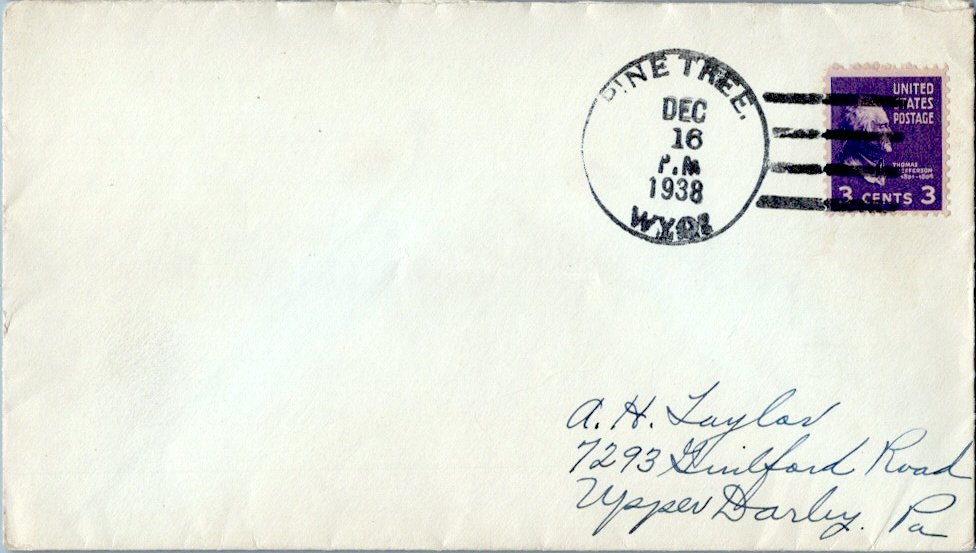 PINE TREE.
DEC
16
P.M
1938
WYO.
UNITED
STATES
POSTAGE
THOMAS
JEFFERSON
3 CENTS 3
A. H. Taylor
7293 Guilford Road
Upper Darby. Pa